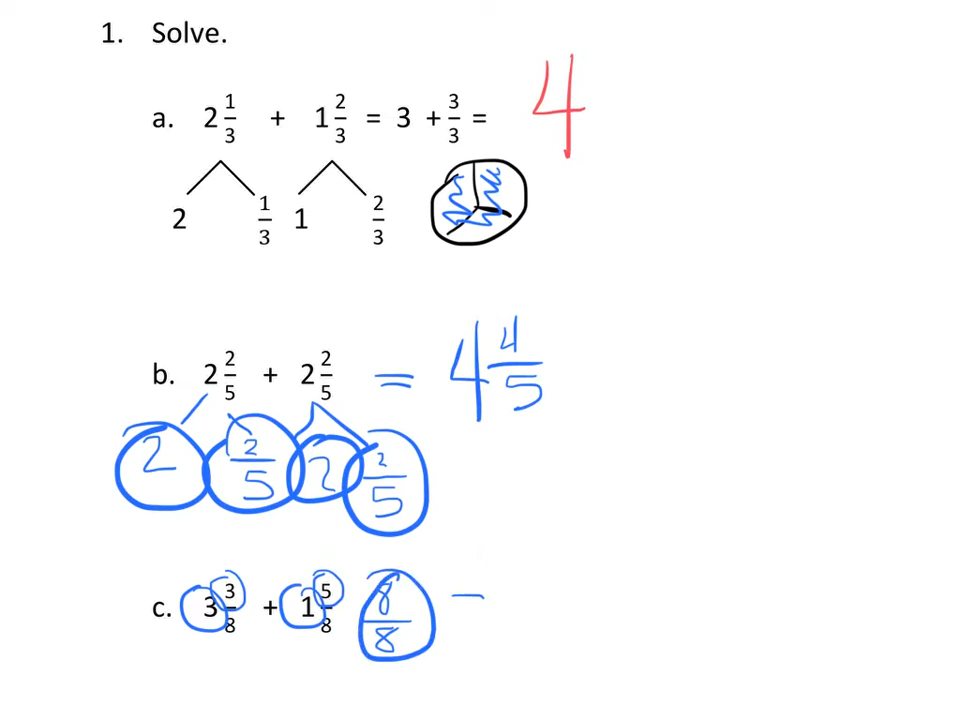 1. Solve.
a. 2 1/3 + 1 2/3 = 3 + 3/3 = 4
2 1/3 1 2/3
b. 2 2/5 + 2 2/5 = 4 4/5
2 2/5 2 2/5
c. 3 3/8 + 1 5/8 8/8 −